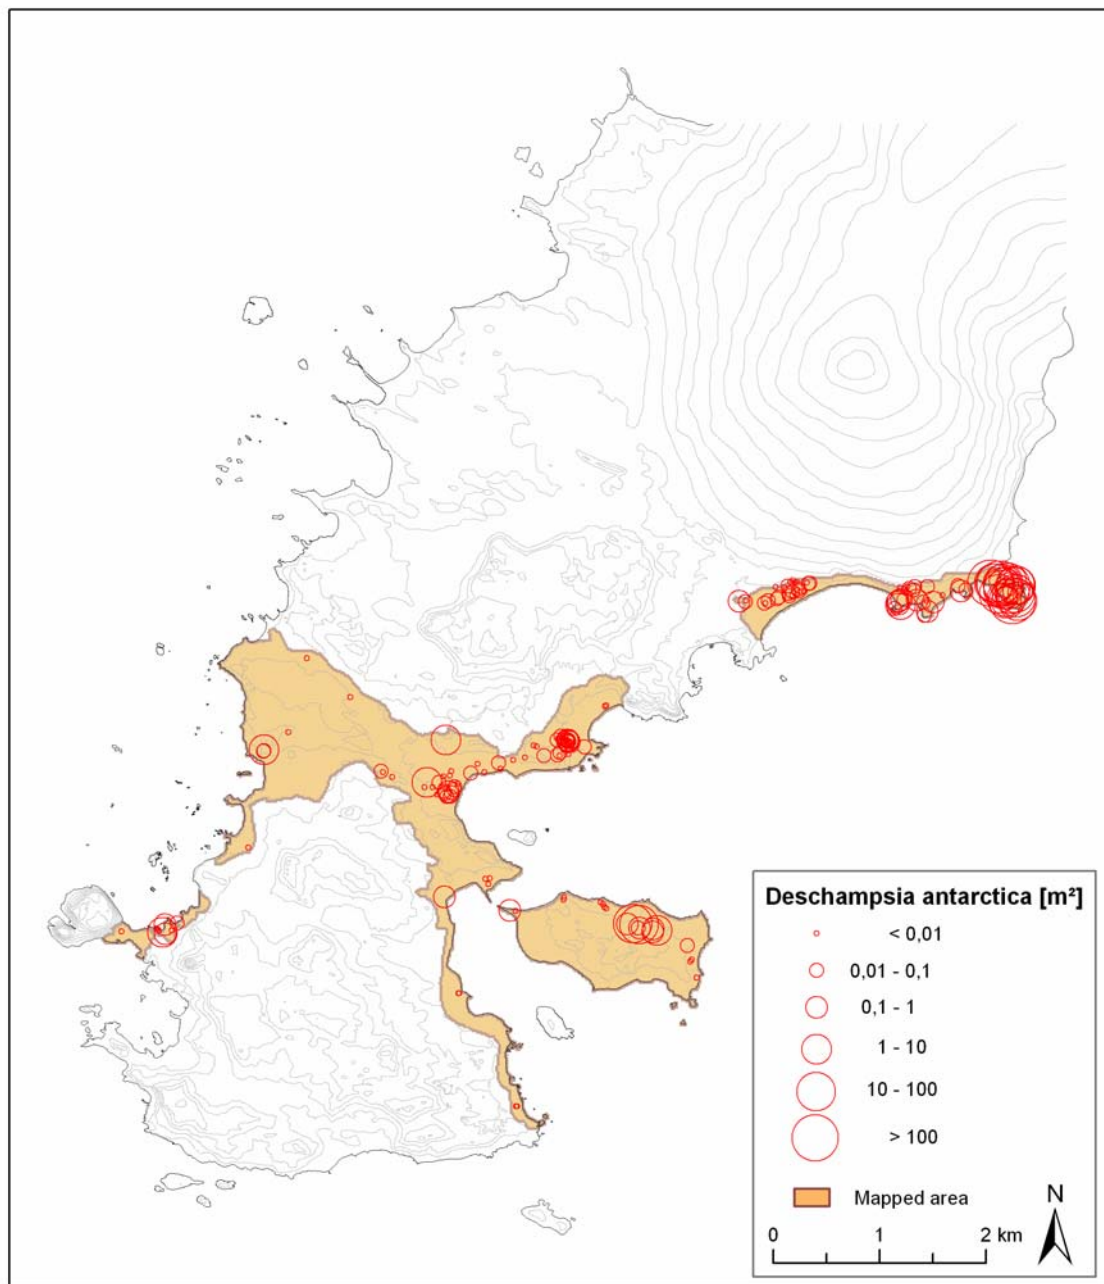 Deschampsia antarctica [m²]
< 0,01
0,01 - 0,1
0,1 - 1
1 - 10
10 - 100
> 100
Mapped area
N
0 1 2 km